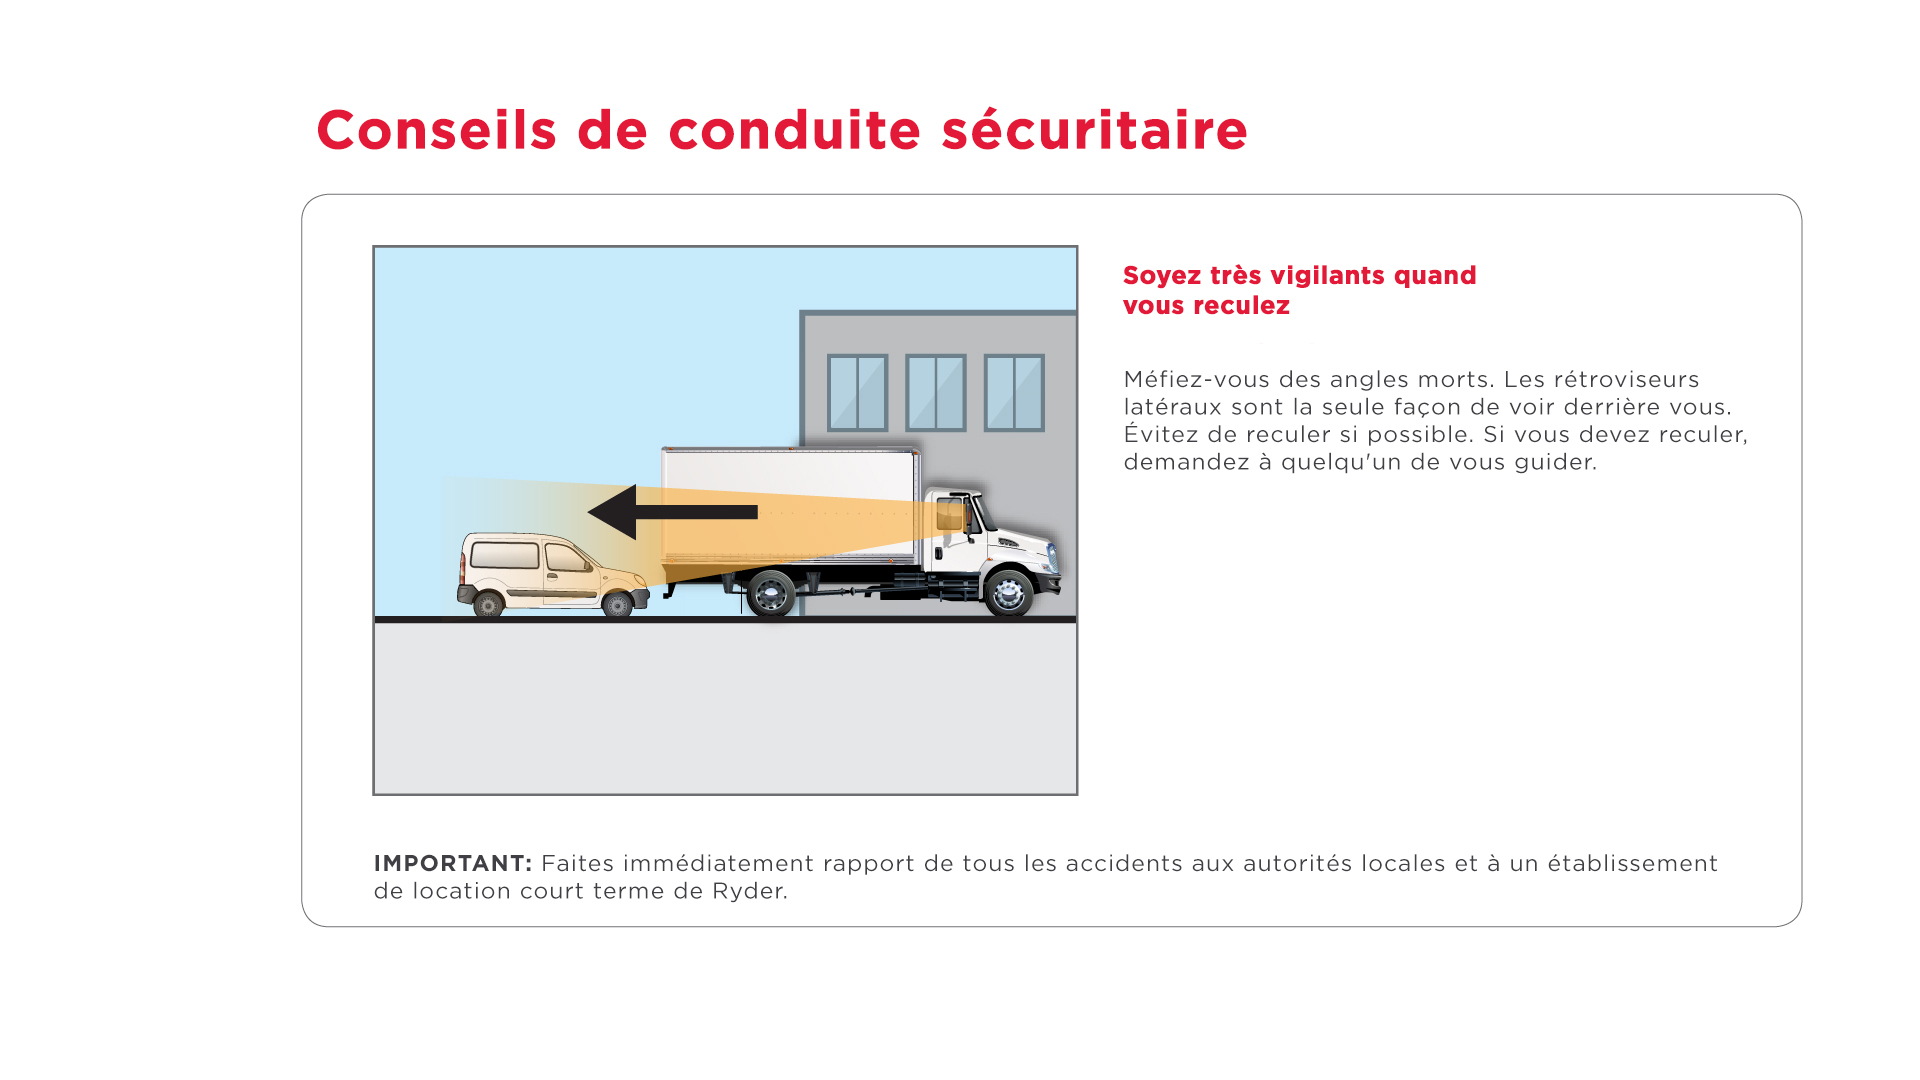 Conseils de conduite sécuritaire
Soyez très vigilants quand
vous reculez
Méfiez-vous des angles morts. Les rétroviseurs
latéraux sont la seule façon de voir derrière vous.
Évitez de reculer si possible. Si vous devez reculer,
demandez à quelqu'un de vous guider.
IMPORTANT: Faites immédiatement rapport de tous les accidents aux autorités locales et à un établissement
de location court terme de Ryder.